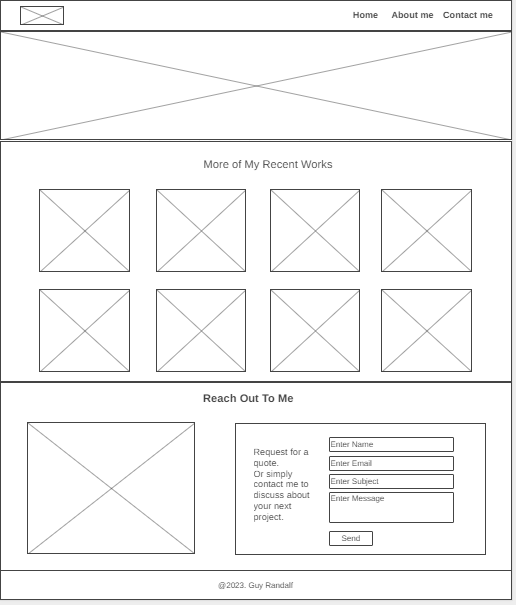 Home About me Contact me
More of My Recent Works
Reach Out To Me
Request for a
quote.
Or simply
contact me to
discuss about
your next
project.
Enter Name
Enter Email
Enter Subject
Enter Message
Send
@2023. Guy Randalf